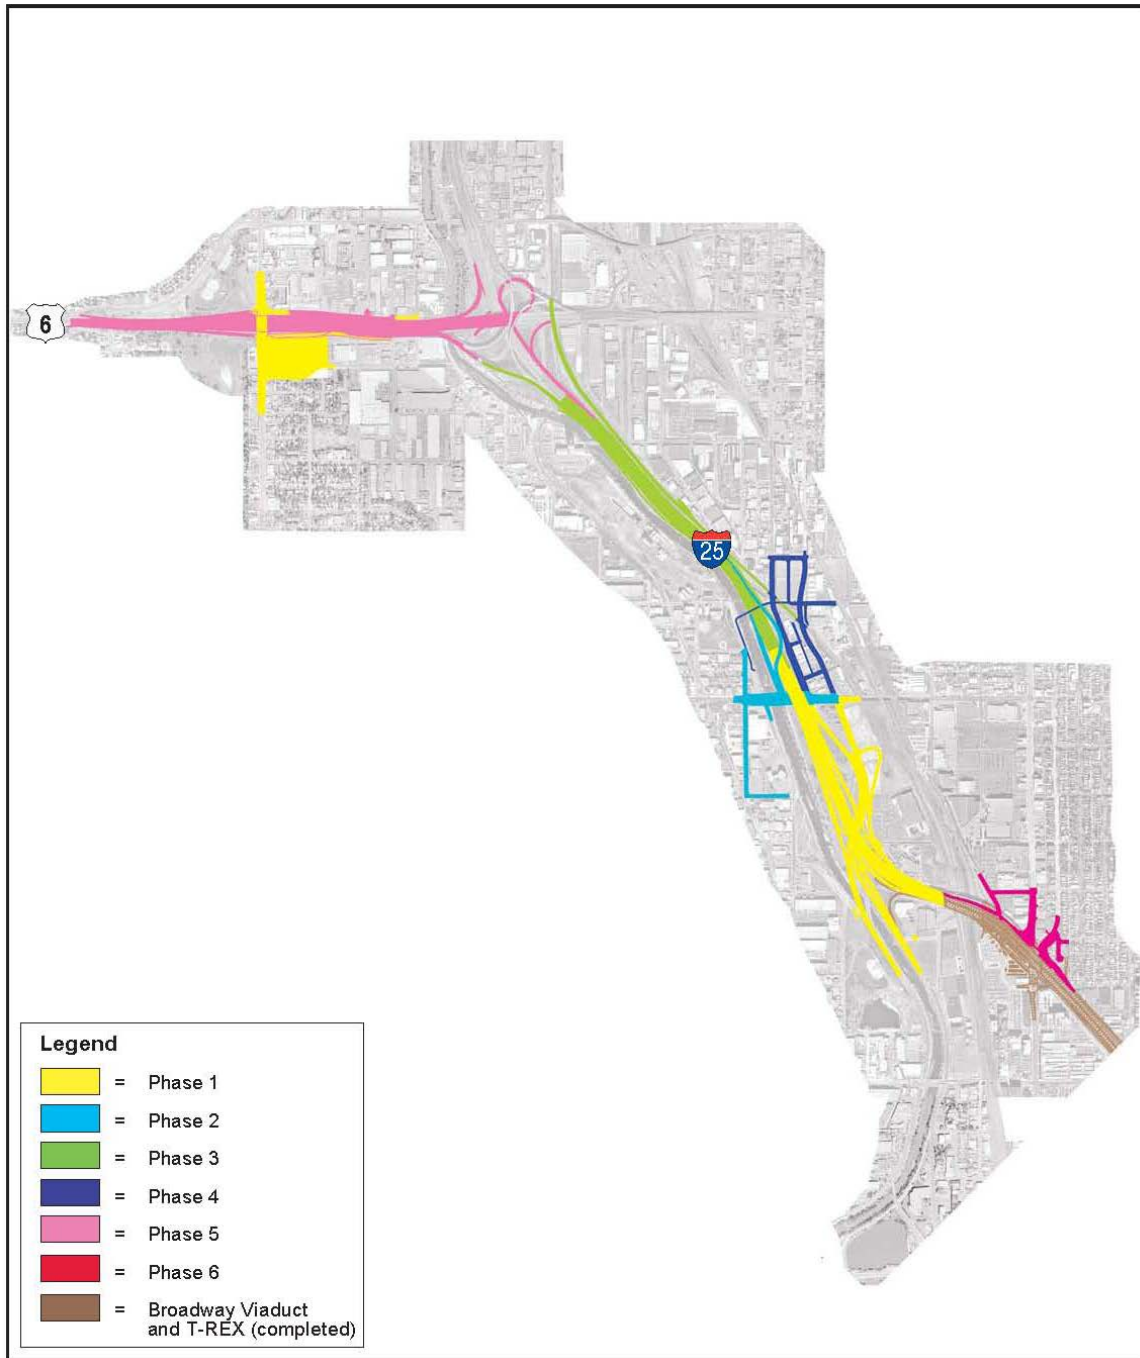 6
25
Legend
= Phase 1
= Phase 2
= Phase 3
= Phase 4
= Phase 5
= Phase 6
= Broadway Viaduct
and T-REX (completed)